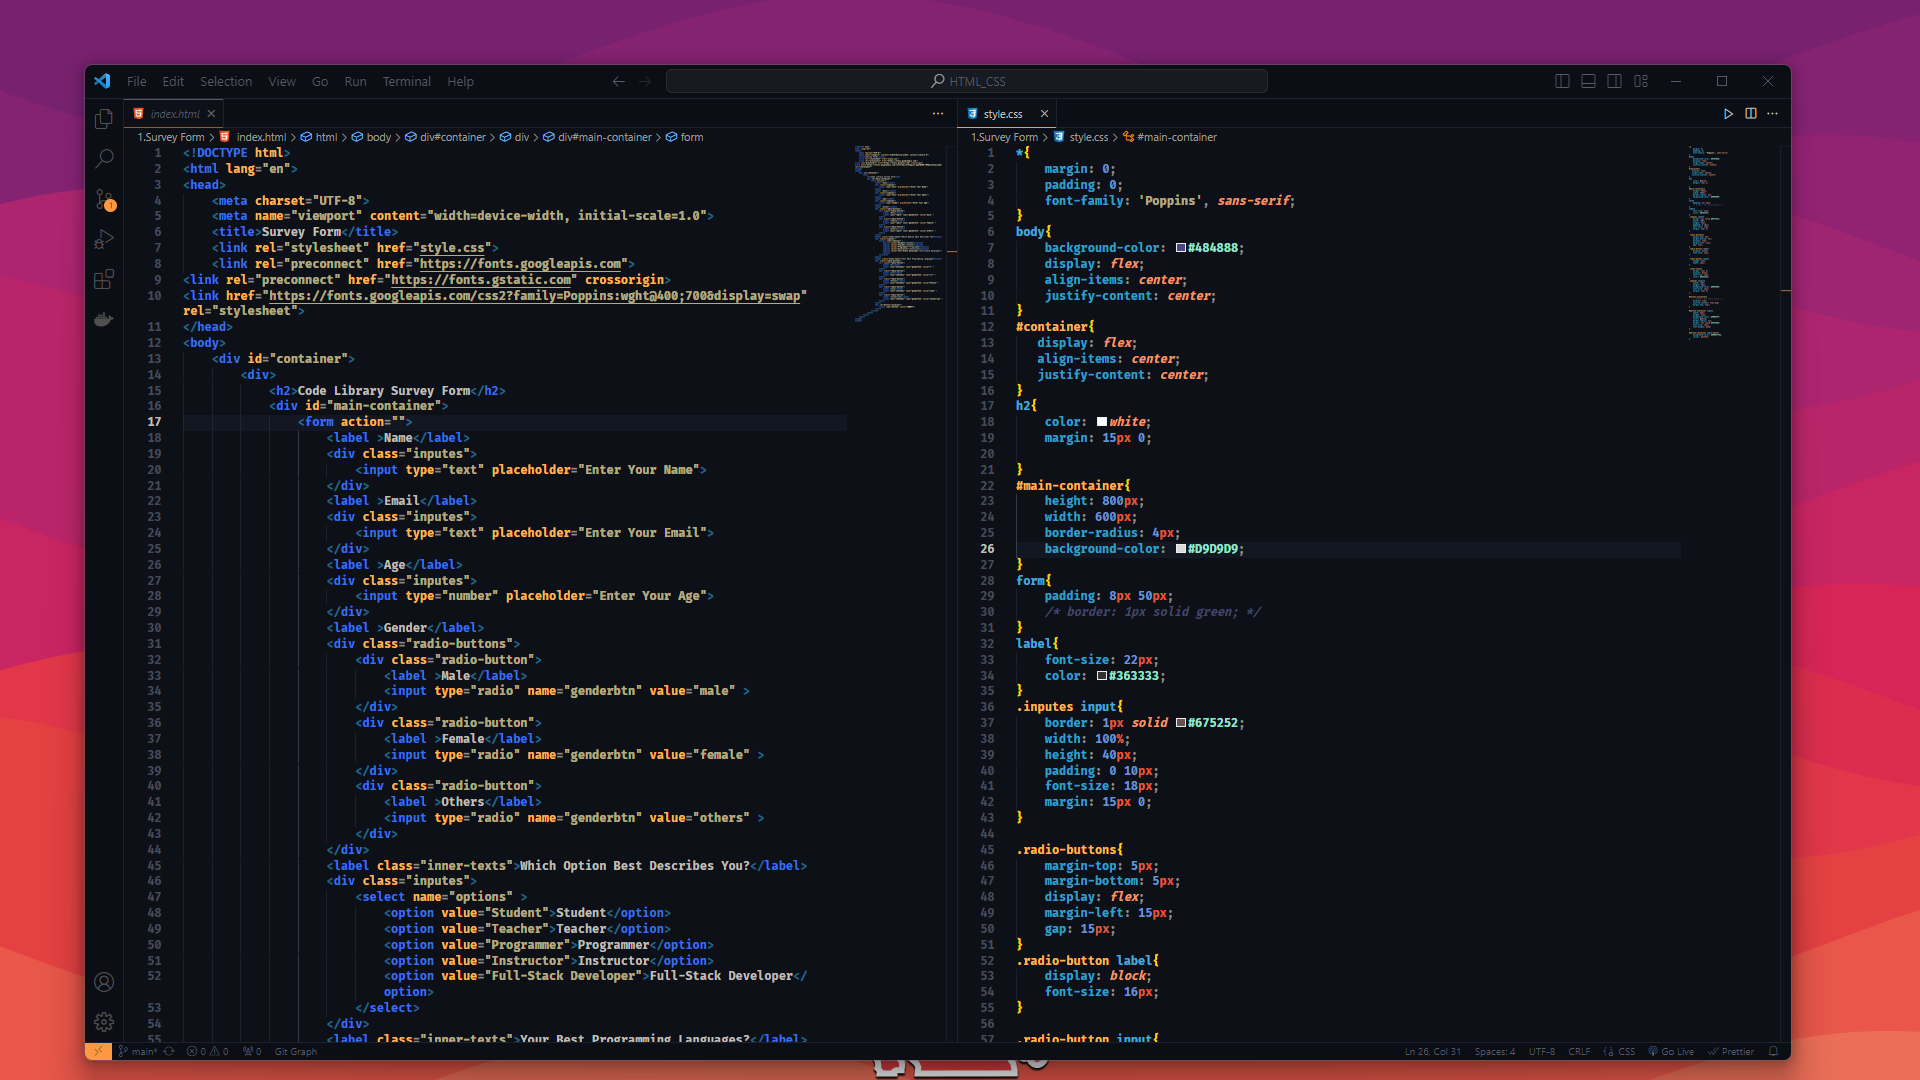 File Edit Selection View Go Run Terminal Help
HTML_CSS
index.html
1.Survey Form > index.html > html > body > div#container > div > div#main-container > form
1 <!DOCTYPE html>
2 <html lang="en">
3 <head>
4 <meta charset="UTF-8">
5 <meta name="viewport" content="width=device-width, initial-scale=1.0">
6 <title>Survey Form</title>
7 <link rel="stylesheet" href="style.css">
8 <link rel="preconnect" href="https://fonts.googleapis.com">
9 <link rel="preconnect" href="https://fonts.gstatic.com" crossorigin>
10 <link href="https://fonts.googleapis.com/css2?family=Poppins:wght@400;700&display=swap"
rel="stylesheet">
11 </head>
12 <body>
13 <div id="container">
14 <div>
15 <h2>Code Library Survey Form</h2>
16 <div id="main-container">
17 <form action="">
18 <label >Name</label>
19 <div class="inputes">
20 <input type="text" placeholder="Enter Your Name">
21 </div>
22 <label >Email</label>
23 <div class="inputes">
24 <input type="text" placeholder="Enter Your Email">
25 </div>
26 <label >Age</label>
27 <div class="inputes">
28 <input type="number" placeholder="Enter Your Age">
29 </div>
30 <label >Gender</label>
31 <div class="radio-buttons">
32 <div class="radio-button">
33 <label >Male</label>
34 <input type="radio" name="genderbtn" value="male" >
35 </div>
36 <div class="radio-button">
37 <label >Female</label>
38 <input type="radio" name="genderbtn" value="female" >
39 </div>
40 <div class="radio-button">
41 <label >Others</label>
42 <input type="radio" name="genderbtn" value="others" >
43 </div>
44 </div>
45 <label class="inner-texts">Which Option Best Describes You?</label>
46 <div class="inputes">
47 <select name="options" >
48 <option value="Student">Student</option>
49 <option value="Teacher">Teacher</option>
50 <option value="Programmer">Programmer</option>
51 <option value="Instructor">Instructor</option>
52 <option value="Full-Stack Developer">Full-Stack Developer</
option>
53 </select>
54 </div>
55 <label class="inner-texts">Your Best Programming Languages?</label>
style.css
1.Survey Form > style.css > #main-container
1 *{
2 margin: 0;
3 padding: 0;
4 font-family: 'Poppins', sans-serif;
5 }
6 body{
7 background-color: #484888;
8 display: flex;
9 align-items: center;
10 justify-content: center;
11 }
12 #container{
13 display: flex;
14 align-items: center;
15 justify-content: center;
16 }
17 h2{
18 color: white;
19 margin: 15px 0;
20
21 }
22 #main-container{
23 height: 800px;
24 width: 600px;
25 border-radius: 4px;
26 background-color: #D9D9D9;
27 }
28 form{
29 padding: 8px 50px;
30 /* border: 1px solid green; */
31 }
32 label{
33 font-size: 22px;
34 color: #363333;
35 }
36 .inputes input{
37 border: 1px solid #675252;
38 width: 100%;
39 height: 40px;
40 padding: 0 10px;
41 font-size: 18px;
42 margin: 15px 0;
43 }
44
45 .radio-buttons{
46 margin-top: 5px;
47 margin-bottom: 5px;
48 display: flex;
49 margin-left: 15px;
50 gap: 15px;
51 }
52 .radio-button label{
53 display: block;
54 font-size: 16px;
55 }
56
57 .radio-button input{
main* 0 0 0 Git Graph
Ln 26, Col 31 Spaces: 4 UTF-8 CRLF CSS Go Live Prettier